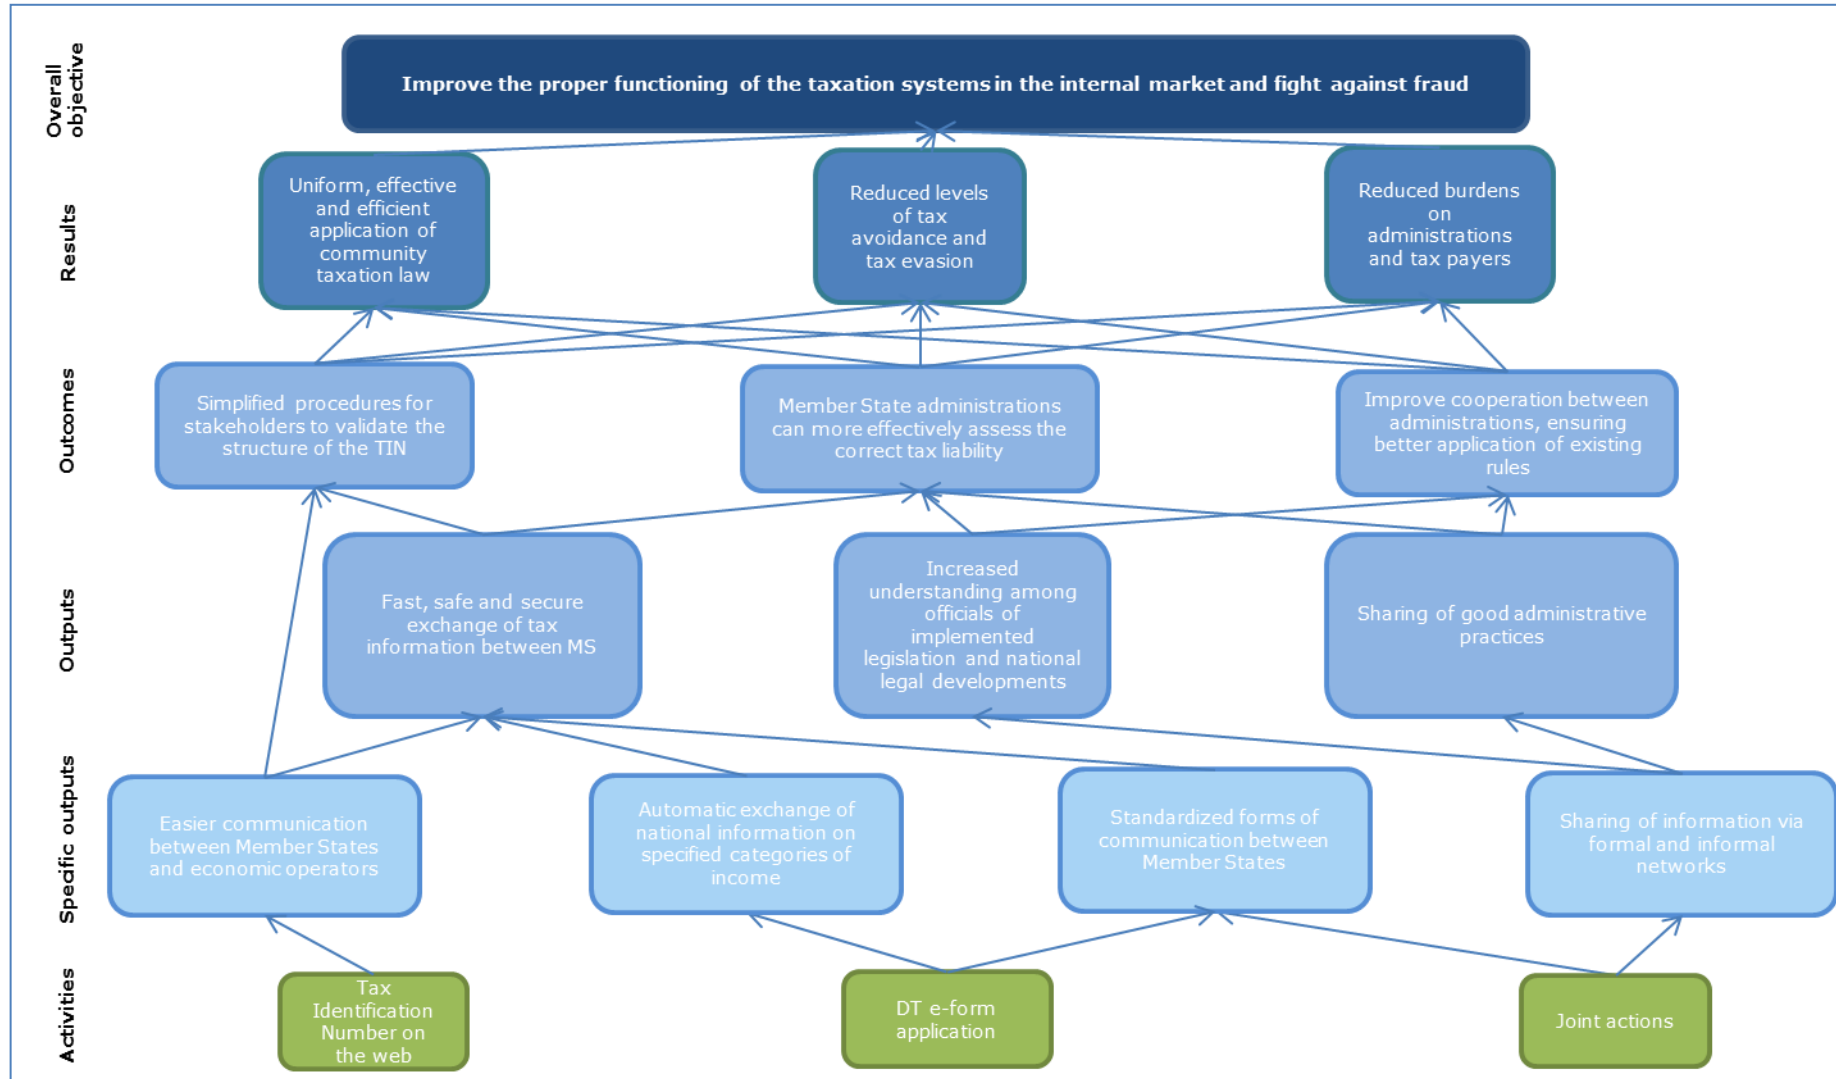 Overall
objective
Improve the proper functioning of the taxation systems in the internal market and fight against fraud
Results
Uniform, effective
and efficient
application of
community
taxation law
Reduced levels
of tax
avoidance and
tax evasion
Reduced burdens
on
administrations
and tax payers
Outcomes
Simplified procedures for
stakeholders to validate the
structure of the TIN
Member State administrations
can more effectively assess the
correct tax liability
Improve cooperation between
administrations, ensuring
better application of existing
rules
Outputs
Fast, safe and secure
exchange of tax
information between MS
Increased
understanding among
officials of
implemented
legislation and national
legal developments
Sharing of good administrative
practices
Specific outputs
Easier communication
between Member States
and economic operators
Automatic exchange of
national information on
specified categories of
income
Standardized forms of
communication between
Member States
Sharing of information via
formal and informal
networks
Activities
Tax
Identification
Number on
the web
DT e-form
application
Joint actions